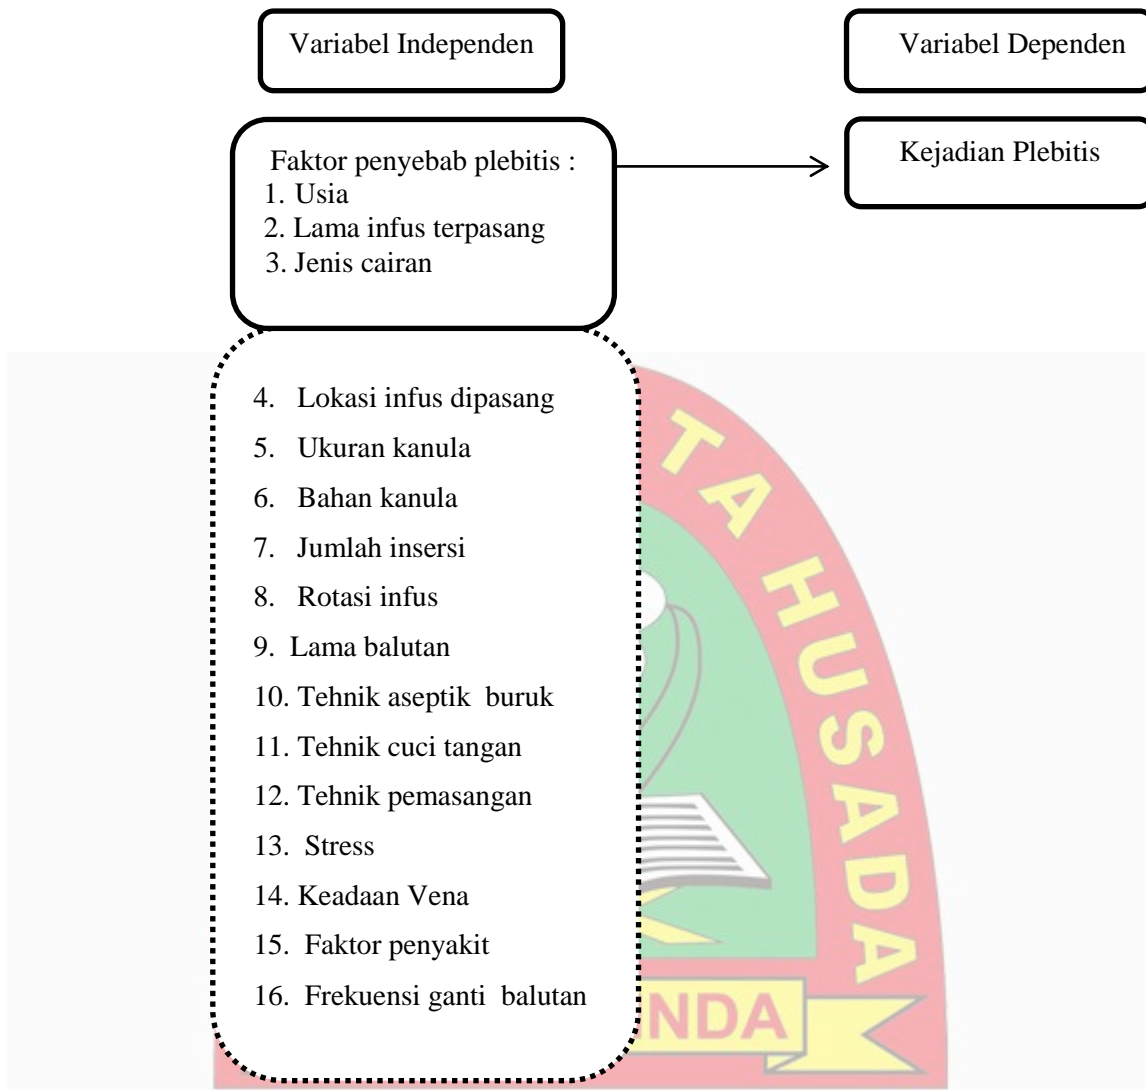 Variabel Independen
Variabel Dependen
Faktor penyebab plebitis :
1. Usia
2. Lama infus terpasang
3. Jenis cairan
Kejadian Plebitis
4. Lokasi infus dipasang
5. Ukuran kanula
6. Bahan kanula
7. Jumlah insersi
8. Rotasi infus
9. Lama balutan
10. Tehnik aseptik buruk
11. Tehnik cuci tangan
12. Tehnik pemasangan
13. Stress
14. Keadaan Vena
15. Faktor penyakit
16. Frekuensi ganti balutan
TA HUSADA
NDA